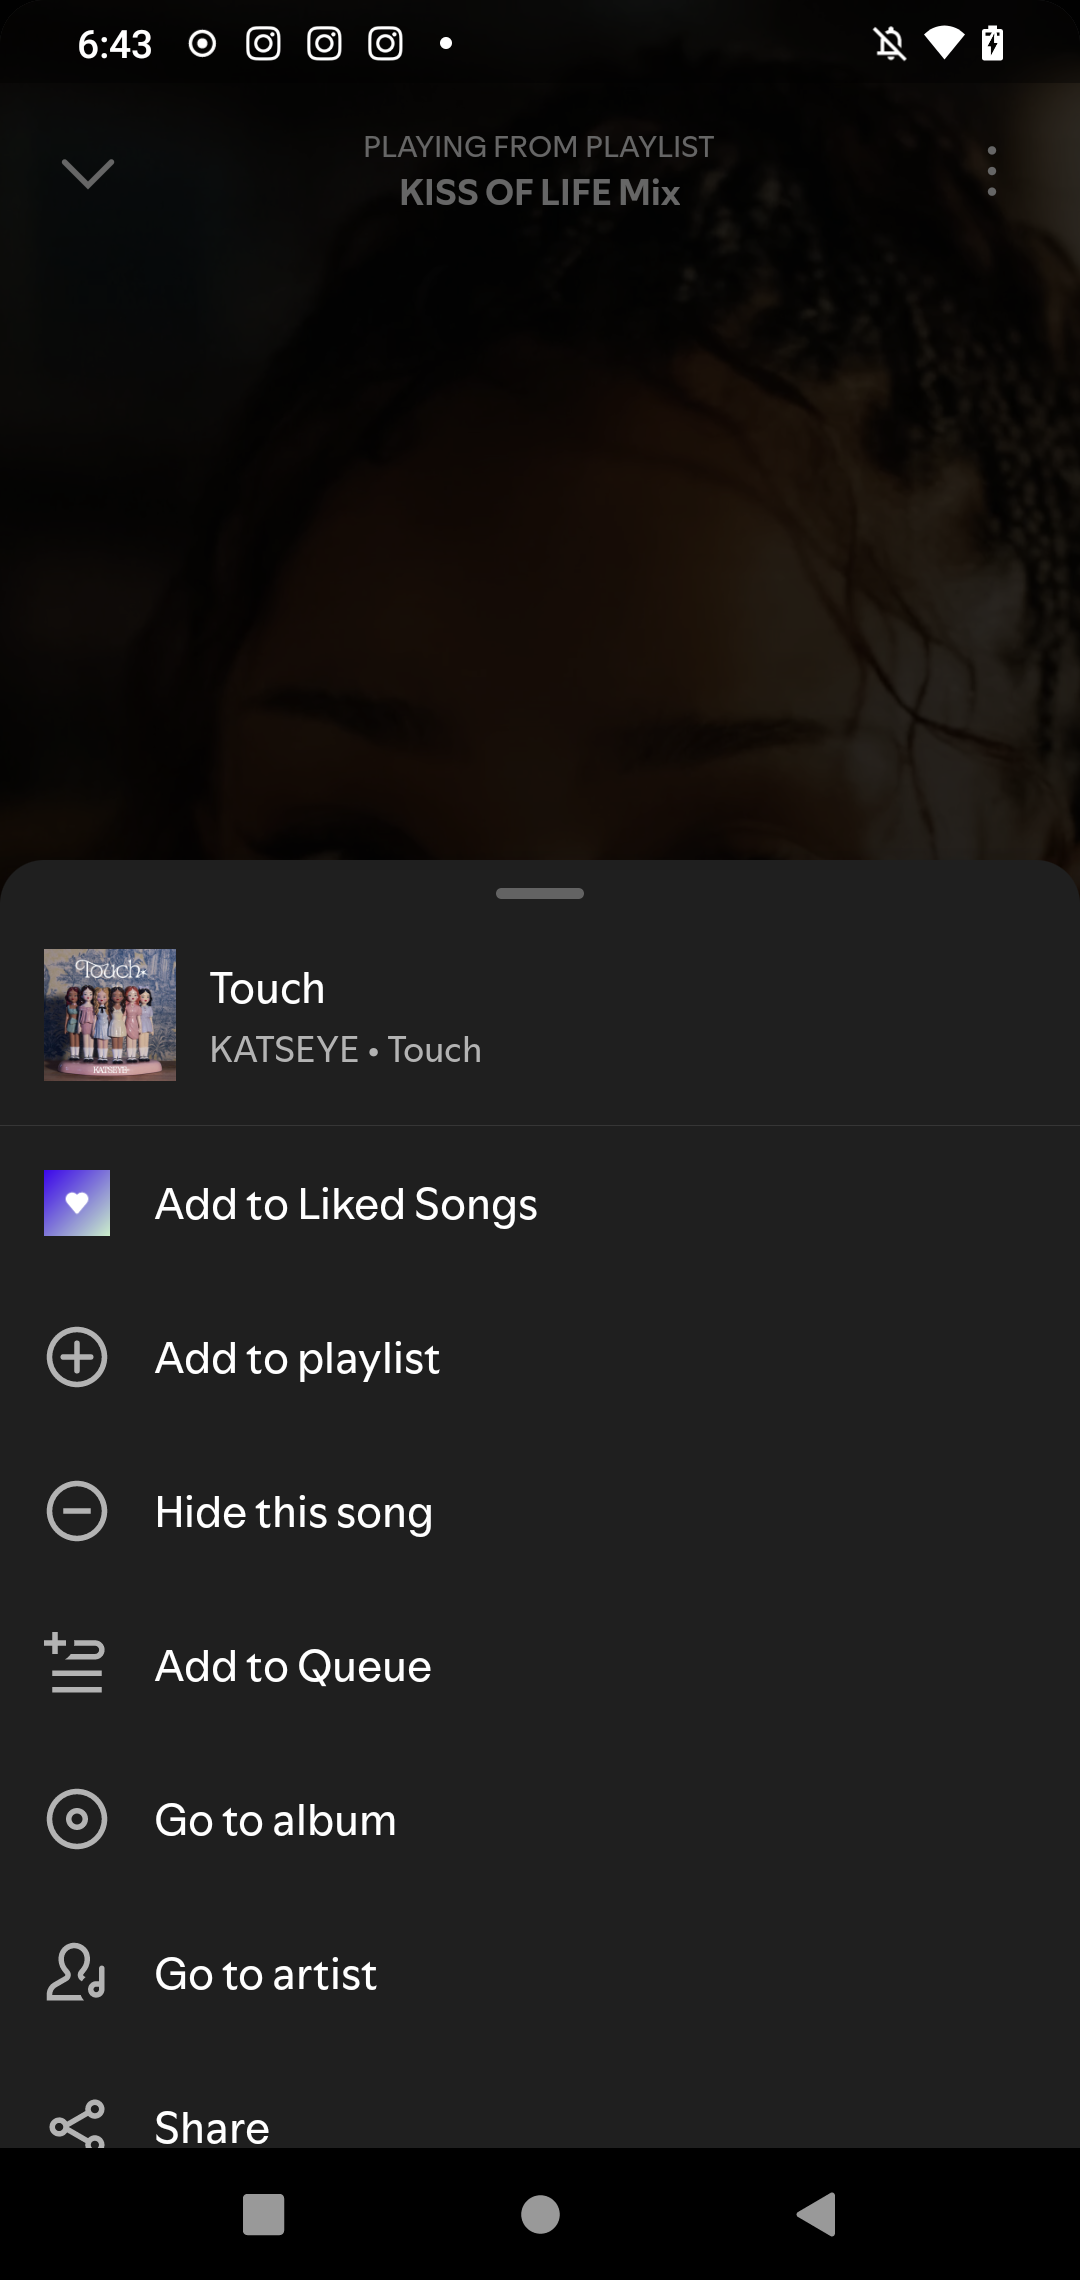 6:43
PLAYING FROM PLAYLIST
KISS OF LIFE Mix
Touch
KATSEYE
Touch
KATSEYE • Touch
Add to Liked Songs
Add to playlist
Hide this song
Add to Queue
Go to album
Go to artist
Share